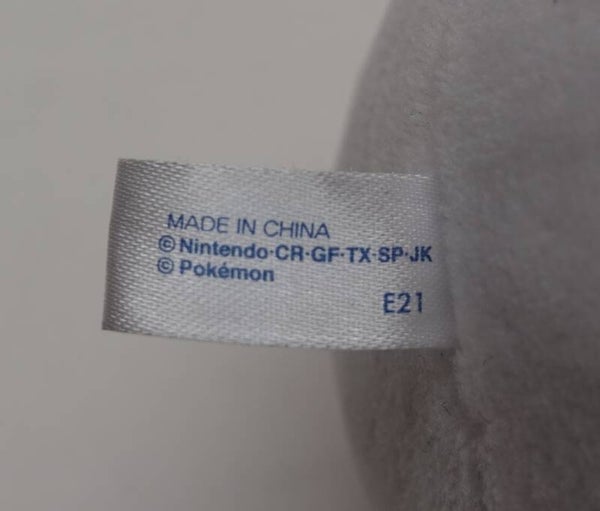 MADE IN CHINA
©Nintendo·CR·GF·TX·SP·JK
©Pokémon
E21